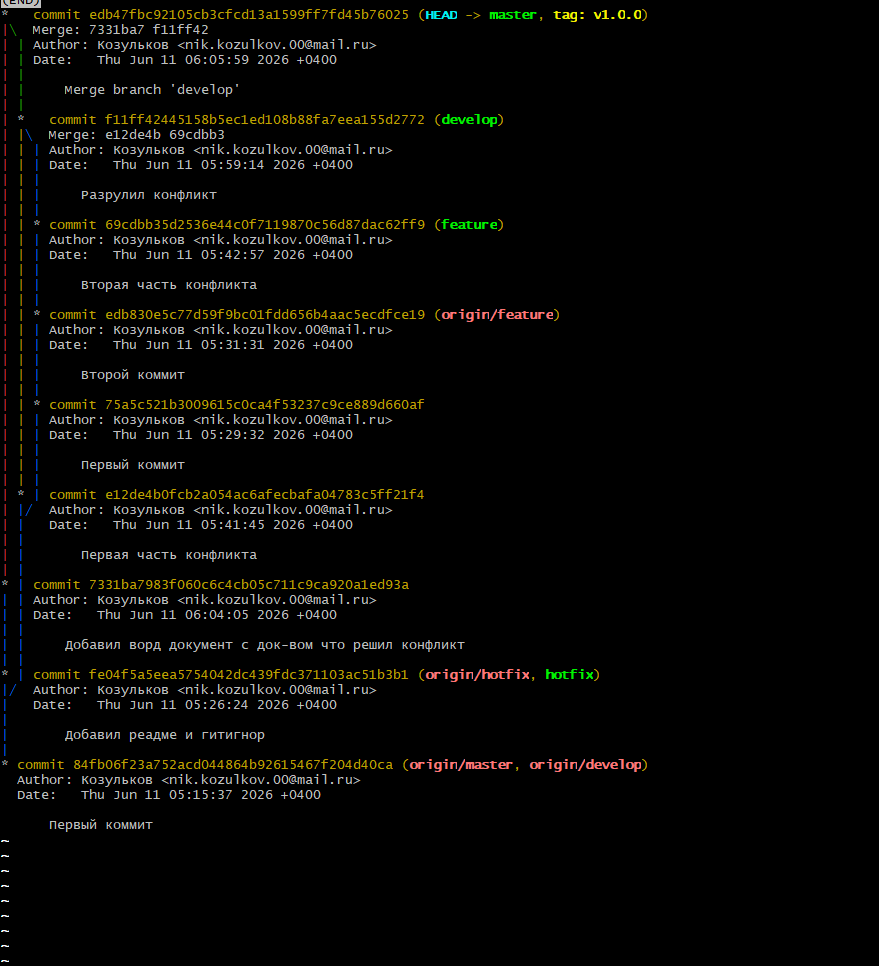 (END)
*   commit edb47fbc92105cb3cfcd13a1599ff7fd45b76025 (HEAD -> master, tag: v1.0.0)
|\  Merge: 7331ba7 f11ff42
| | Author: Козульков <nik.kozulkov.00@mail.ru>
| | Date:   Thu Jun 11 06:05:59 2026 +0400
| |
| |     Merge branch 'develop'
| |
| *   commit f11ff42445158b5ec1ed108b88fa7eea155d2772 (develop)
| |\  Merge: e12de4b 69cdbb3
| | | Author: Козульков <nik.kozulkov.00@mail.ru>
| | | Date:   Thu Jun 11 05:59:14 2026 +0400
| | |
| | |     Разрулил конфликт
| | |
| | * commit 69cdbb35d2536e44c0f7119870c56d87dac62ff9 (feature)
| | | Author: Козульков <nik.kozulkov.00@mail.ru>
| | | Date:   Thu Jun 11 05:42:57 2026 +0400
| | |
| | |     Вторая часть конфликта
| | |
| | * commit edb830e5c77d59f9bc01fdd656b4aac5ecdfce19 (origin/feature)
| | | Author: Козульков <nik.kozulkov.00@mail.ru>
| | | Date:   Thu Jun 11 05:31:31 2026 +0400
| | |
| | |     Второй коммит
| | |
| | * commit 75a5c521b3009615c0ca4f53237c9ce889d660af
| | | Author: Козульков <nik.kozulkov.00@mail.ru>
| | | Date:   Thu Jun 11 05:29:32 2026 +0400
| | |
| | |     Первый коммит
| | |
| * | commit e12de4b0fcb2a054ac6afecbafa04783c5ff21f4
| |/  Author: Козульков <nik.kozulkov.00@mail.ru>
| |   Date:   Thu Jun 11 05:41:45 2026 +0400
| |
| |       Первая часть конфликта
| |
* | commit 7331ba7983f060c6c4cb05c711c9ca920a1ed93a
| | Author: Козульков <nik.kozulkov.00@mail.ru>
| | Date:   Thu Jun 11 06:04:05 2026 +0400
| |
| |     Добавил ворд документ с док-вом что решил конфликт
| |
* | commit fe04f5a5eea5754042dc439fdc371103ac51b3b1 (origin/hotfix, hotfix)
|/  Author: Козульков <nik.kozulkov.00@mail.ru>
|   Date:   Thu Jun 11 05:26:24 2026 +0400
|
|       Добавил реадме и гитигнор
|
* commit 84fb06f23a752acd044864b92615467f204d40ca (origin/master, origin/develop)
  Author: Козульков <nik.kozulkov.00@mail.ru>
  Date:   Thu Jun 11 05:15:37 2026 +0400

      Первый коммит
~
~
~
~
~
~
~
~
~